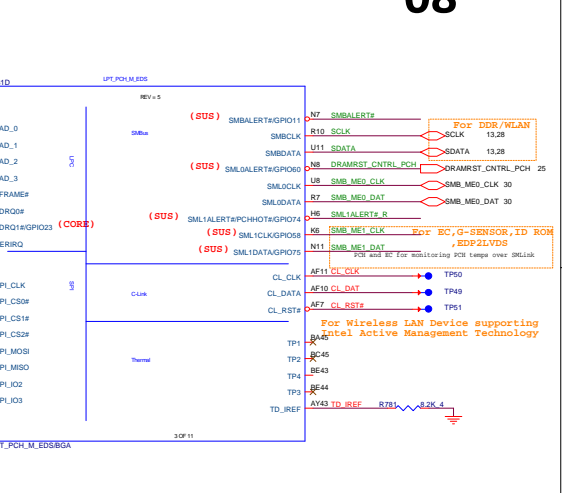 08
1D
LPT_PCH_M_EDS
REV = 5
(SUS) SMBALERT#/GPIO11 N7 SMBALERT#
For DDR/WLAN
AD_0 SMBus SMBCLK R10 SCLK SCLK 13,28
AD_1 SMBDATA U11 SDATA SDATA 13,28
AD_2 LPC (SUS) SML0ALERT#/GPIO60 N8 DRAMRST_CNTRL_PCH DRAMRST_CNTRL_PCH 25
AD_3 SML0CLK U8 SMB_ME0_CLK SMB_ME0_CLK 30
FRAME# SML0DATA R7 SMB_ME0_DAT SMB_ME0_DAT 30
DRQ0# (SUS) SML1ALERT#/PCHHOT#/GPIO74 H6 SML1ALERT#_R
DRQ1#/GPIO23 (CORE) (SUS) SML1CLK/GPIO58 K6 SMB_ME1_CLK For EC,G-SENSOR,ID ROM
ERIRQ (SUS) SML1DATA/GPIO75 N11 SMB_ME1_DAT ,EDP2LVDS
PCH and EC for monitoring PCH temps over SMLink
CL_CLK AF11 CL_CLK TP50
PI_CLK SPI C-Link CL_DATA AF10 CL_DAT TP49
PI_CS0# CL_RST# AF7 CL_RST# TP51
PI_CS1# For Wireless LAN Device supporting
PI_CS2# Intel Active Management Technology
PI_MOSI TP1 BA45
PI_MISO Thermal TP2 BC45
PI_IO2 TP4 BE43
PI_IO3 TP3 BE44
TD_IREF AY43 TD_IREF R781 8.2K_4
3 OF 11
T_PCH_M_EDS/BGA